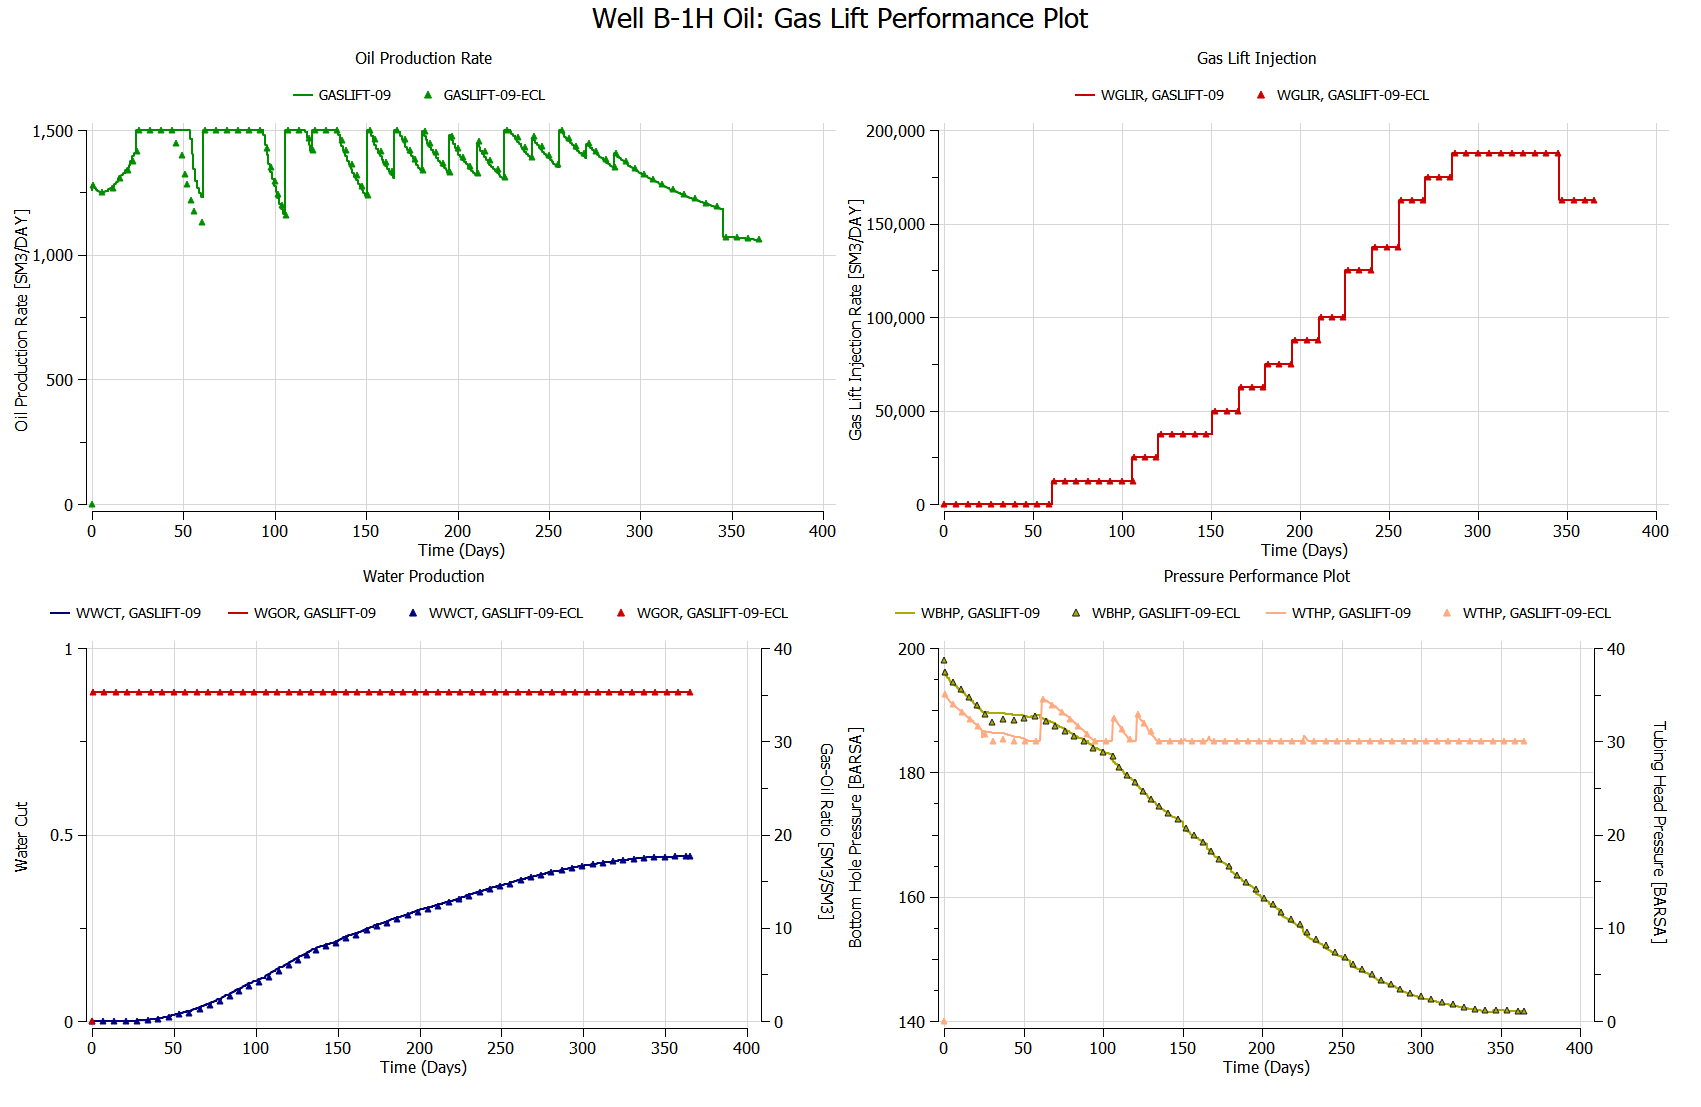 Well B-1H Oil: Gas Lift Performance Plot
Oil Production Rate
GASLIFT-09 GASLIFT-09-ECL
1,500
1,000
500
0
Oil Production Rate [SM3/DAY]
0 50 100 150 200 250 300 350 400
Time (Days)
Gas Lift Injection
WGLIR, GASLIFT-09 WGLIR, GASLIFT-09-ECL
200,000
150,000
100,000
50,000
0
Gas Lift Injection Rate [SM3/DAY]
0 50 100 150 200 250 300 350 400
Time (Days)
Water Production
WWCT, GASLIFT-09 WGOR, GASLIFT-09 WWCT, GASLIFT-09-ECL WGOR, GASLIFT-09-ECL
1
0.5
0
Water Cut
40
30
20
10
0
Gas-Oil Ratio [SM3/SM3]
0 50 100 150 200 250 300 350 400
Time (Days)
Pressure Performance Plot
WBHP, GASLIFT-09 WBHP, GASLIFT-09-ECL WTHP, GASLIFT-09 WTHP, GASLIFT-09-ECL
200
180
160
140
Bottom Hole Pressure [BARSA]
40
30
20
10
0
Tubing Head Pressure [BARSA]
0 50 100 150 200 250 300 350 400
Time (Days)